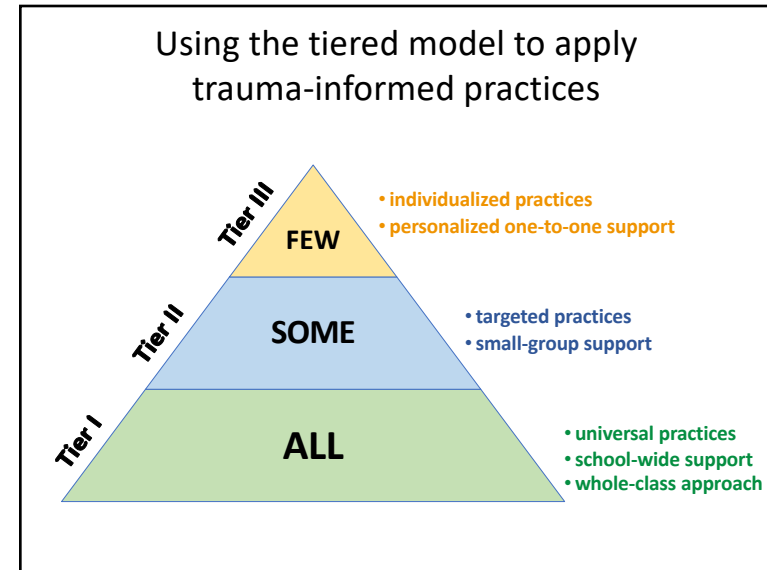 Using the tiered model to apply
trauma-informed practices
Tier III
FEW
• individualized practices
• personalized one-to-one support
Tier II
SOME
• targeted practices
• small-group support
Tier I
ALL
• universal practices
• school-wide support
• whole-class approach